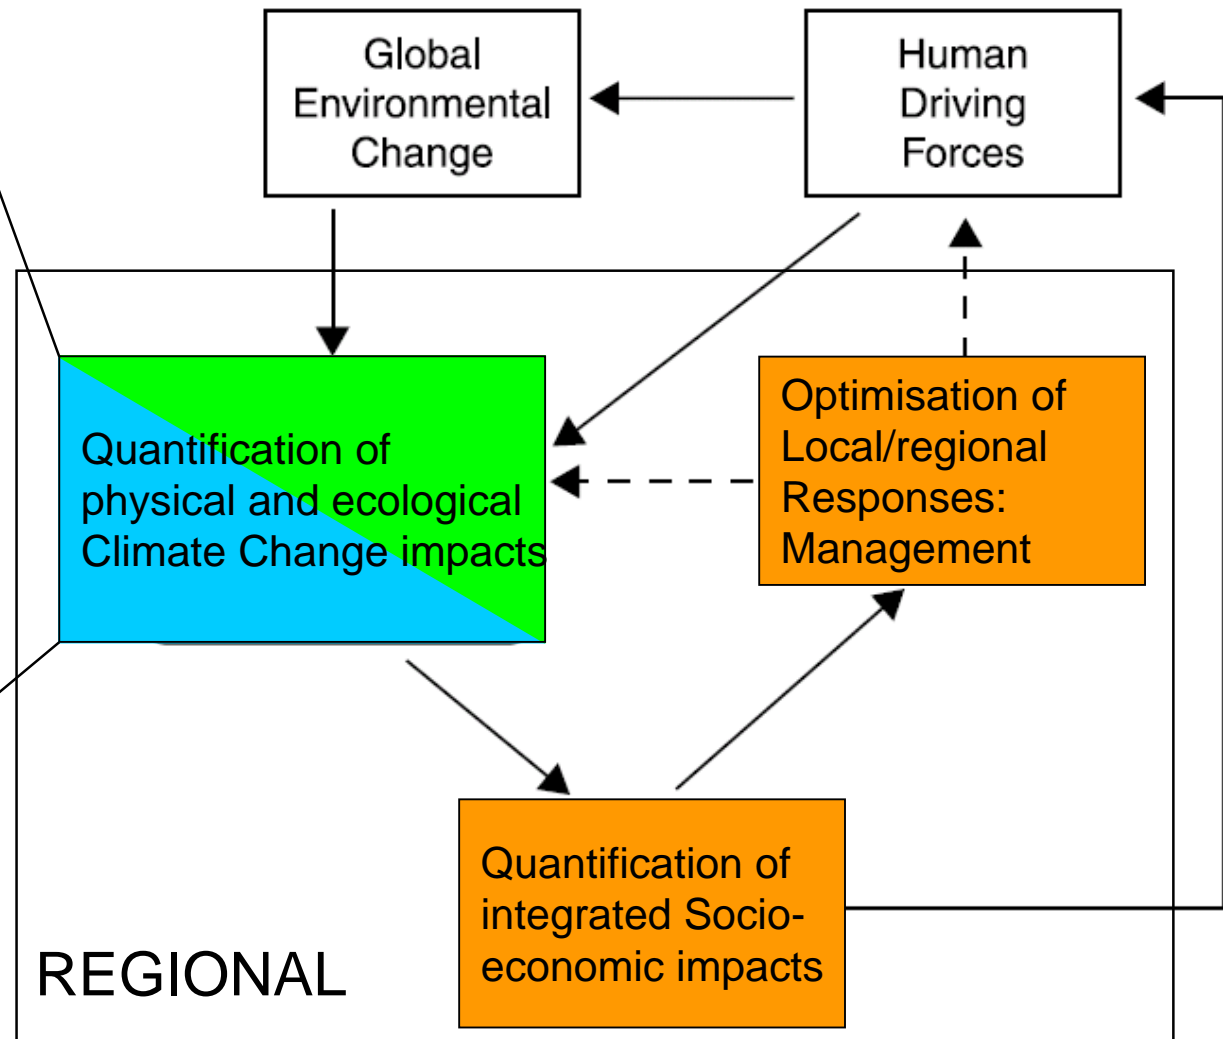 Global
Environmental
Change
Human
Driving
Forces
Quantification of
physical and ecological
Climate Change impacts
Optimisation of
Local/regional
Responses:
Management
Quantification of
integrated Socio-
economic impacts
REGIONAL